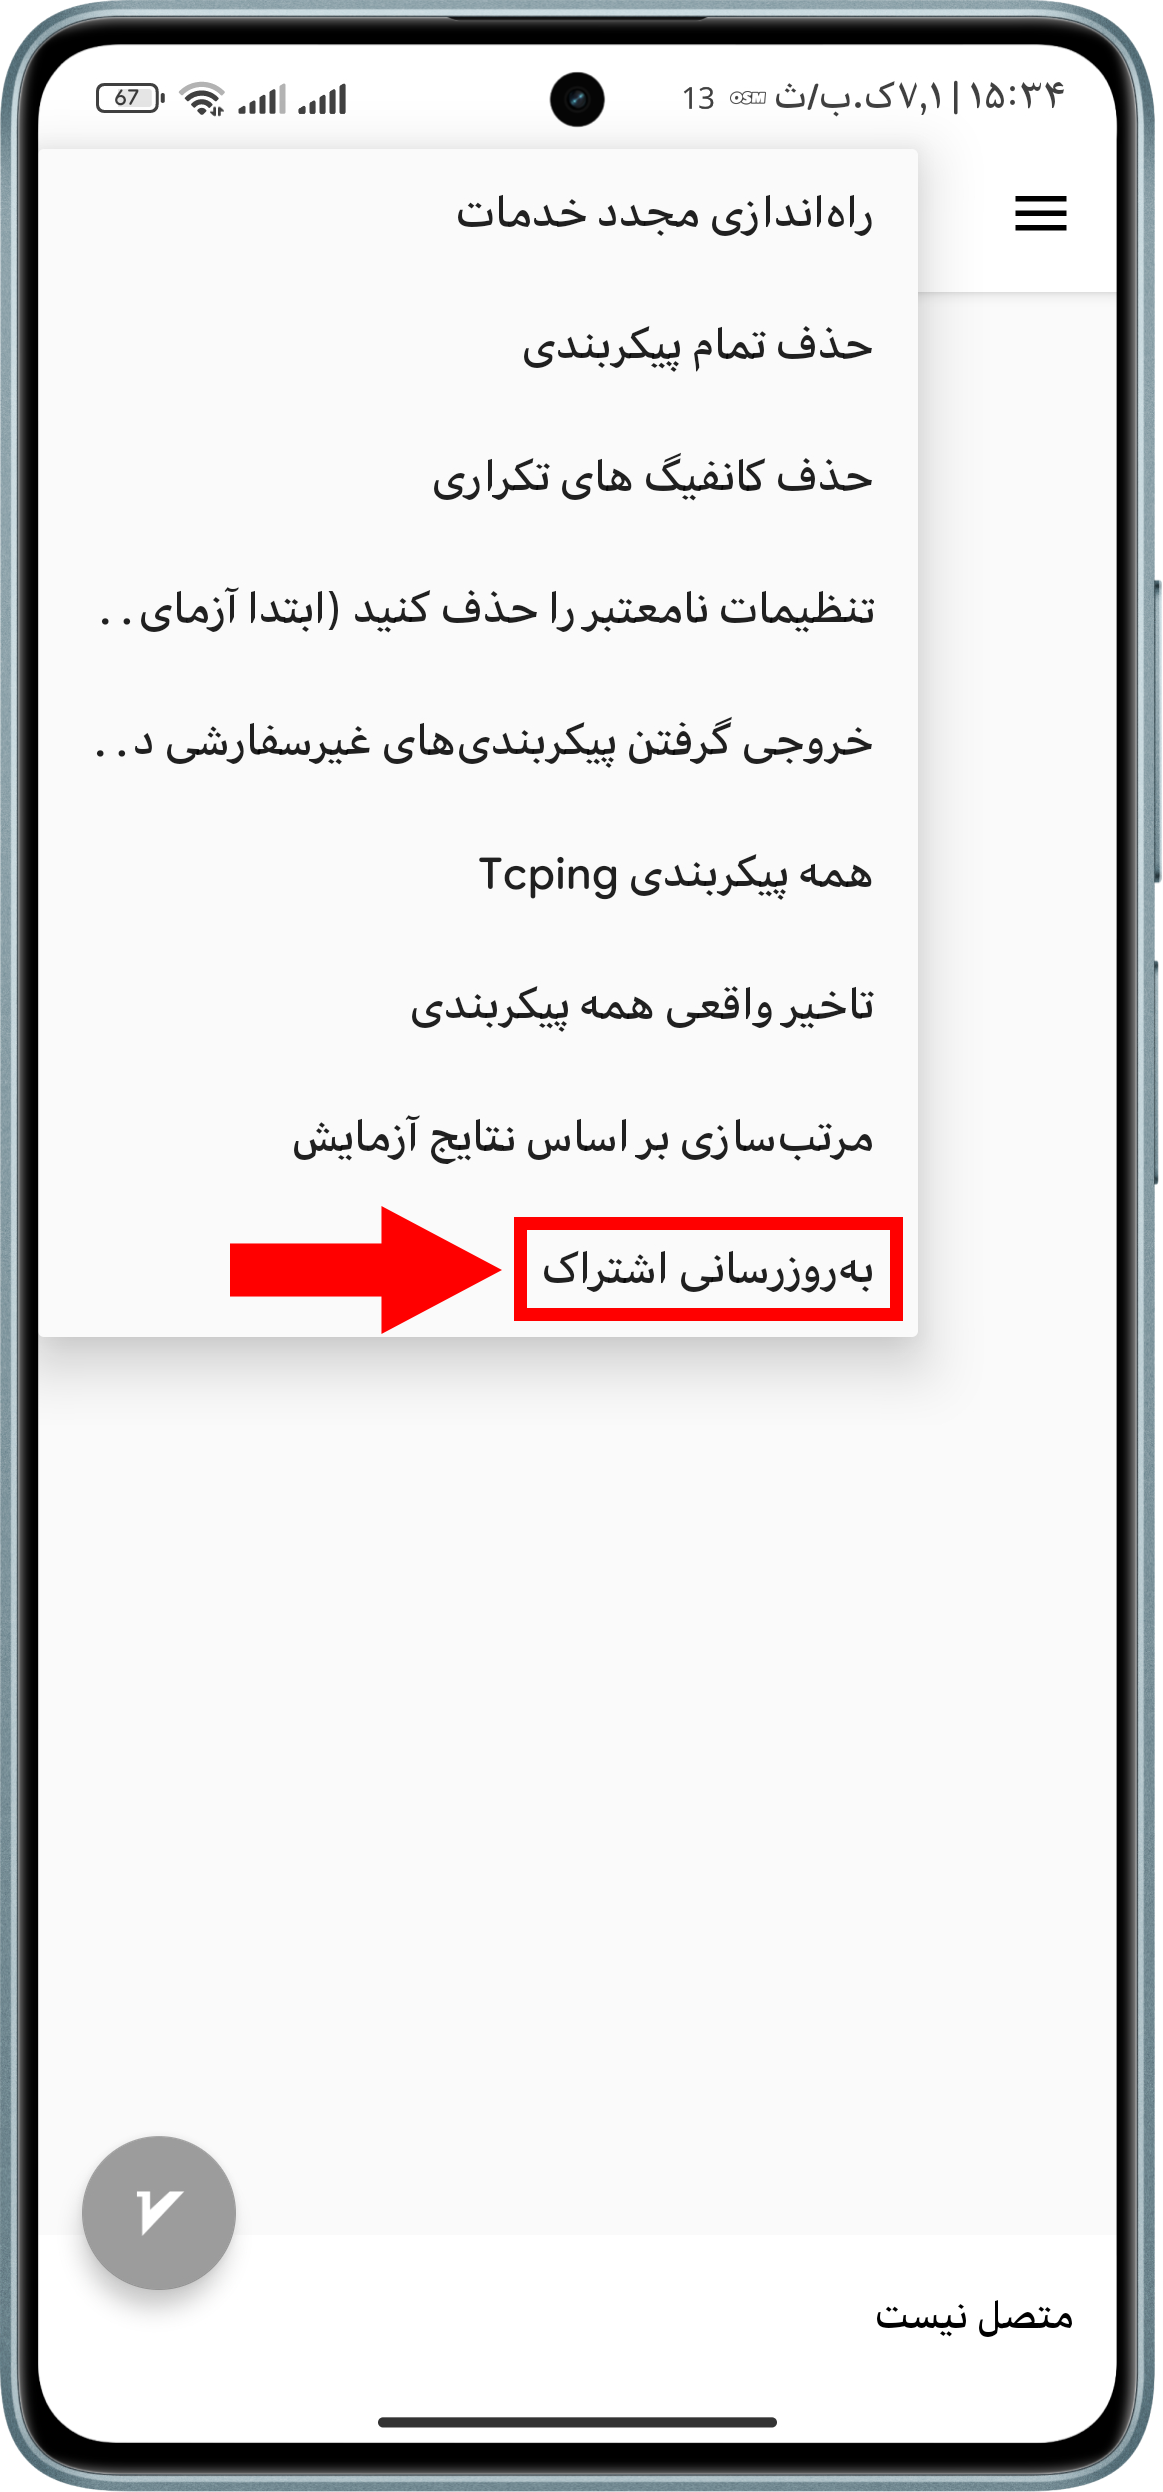 ۱۵:۳۴ | ۷,۱ک.ب/ث OSM 13
67
راه‌اندازی مجدد خدمات
حذف تمام پیکربندی
حذف کانفیگ های تکراری
تنظیمات نامعتبر را حذف کنید (ابتدا آزمای..
خروجی گرفتن پیکربندی‌های غیرسفارشی د..
همه پیکربندی Tcping
تاخیر واقعی همه پیکربندی
مرتب‌سازی بر اساس نتایج آزمایش
به‌روزرسانی اشتراک
متصل نیست